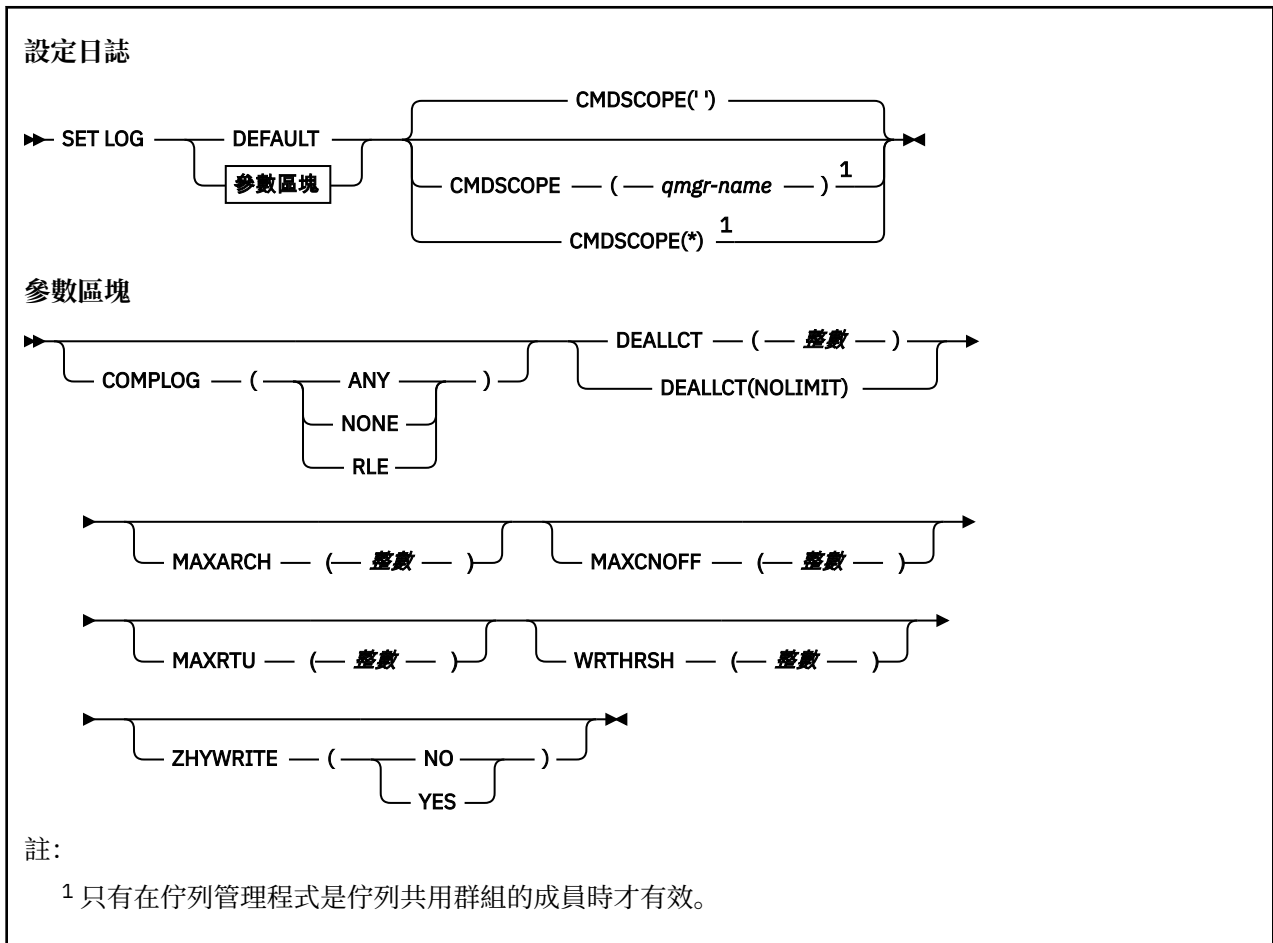 設定日誌
CMDSCOPE(' ')
SET LOG DEFAULT
參數區塊
CMDSCOPE ( qmgr-name ) 1
CMDSCOPE(*) 1
參數區塊
DEALLCT ( 整數 )
COMPLOG ( ANY ) DEALLCT(NOLIMIT)
NONE
RLE
MAXARCH ( 整數 ) MAXCNOFF ( 整數 )
MAXRTU ( 整數 ) WRTHRSH ( 整數 )
ZHYWRITE ( NO )
YES
註:
1 只有在佇列管理程式是佇列共用群組的成員時才有效。